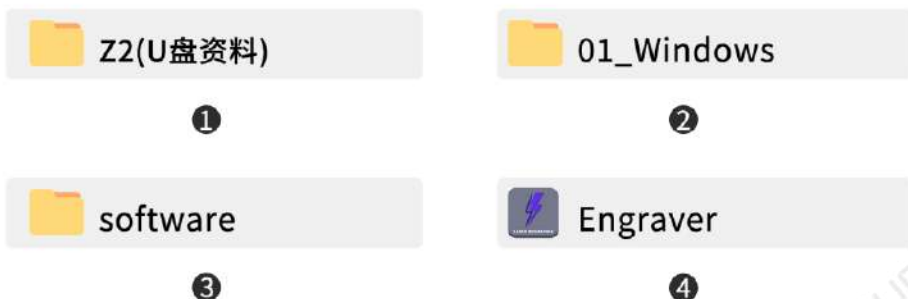 Z2(U盘资料)
01_Windows
❶
❷
software
Engraver
❸
❹